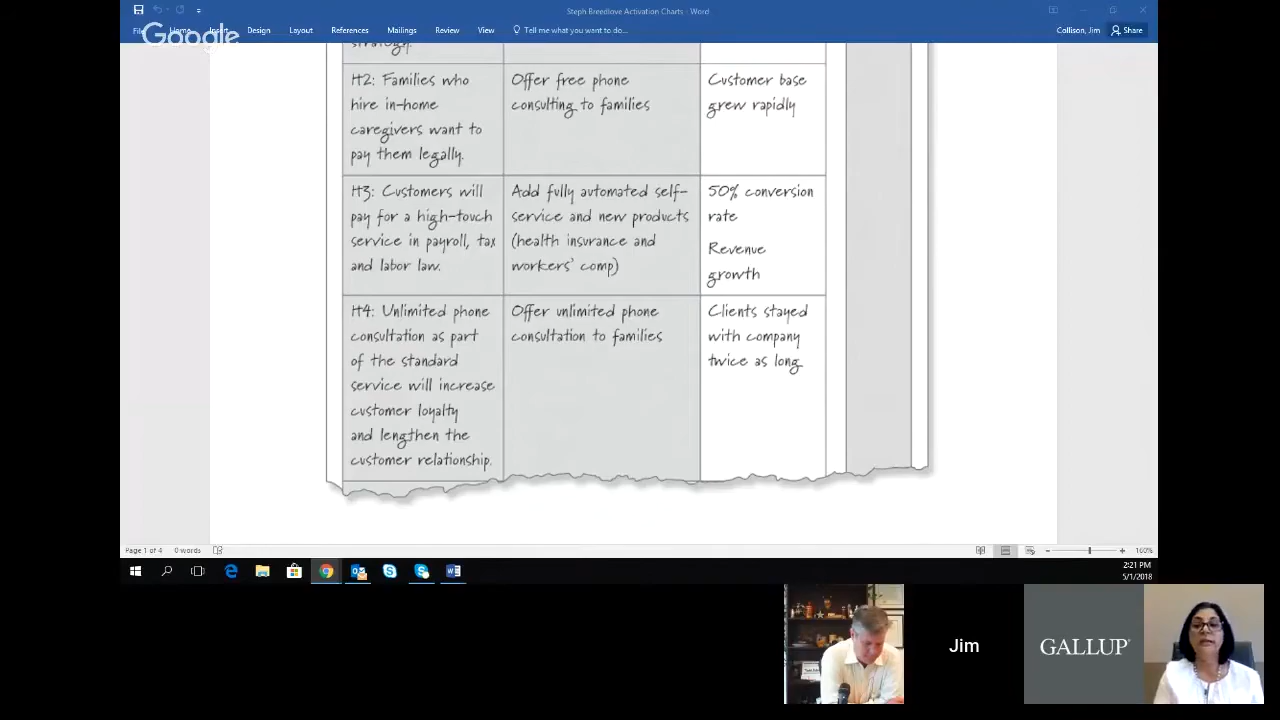 Steph Breedlove Activation Charts - Word
File Home Insert Design Layout References Mailings Review View Tell me what you want to do... Collison, Jim Share
Google
strategy.
H2: Families who
hire in-home
caregivers want to
pay them legally.
Offer free phone
consulting to families
Customer base
grew rapidly
H3: Customers will
pay for a high-touch
service in payroll, tax
and labor law.
Add fully automated self-
service and new products
(health insurance and
workers' comp)
50% conversion
rate
Revenue
growth
H4: Unlimited phone
consultation as part
of the standard
service will increase
customer loyalty
and lengthen the
customer relationship.
Offer unlimited phone
consultation to families
Clients stayed
with company
twice as long
Page 1 of 4 0 words 160%
2:21 PM
5/1/2018
Jim
GALLUP